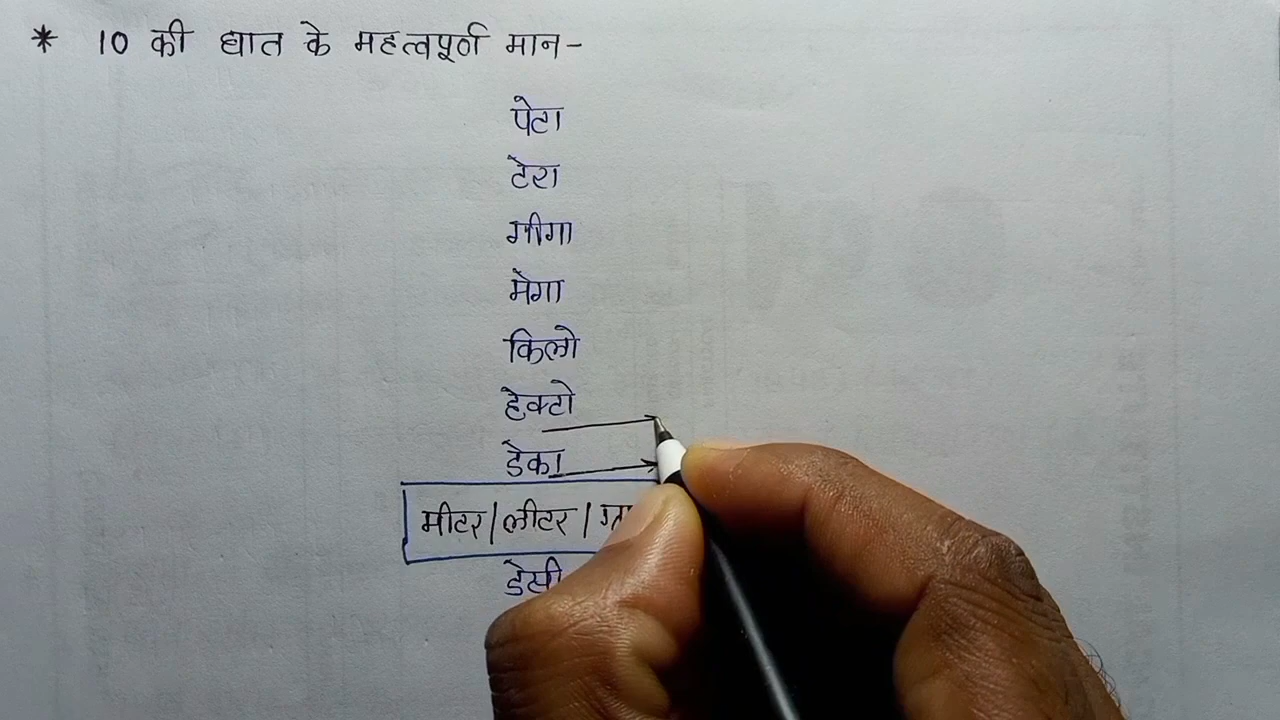 * 10 की घात के महत्वपूर्ण मान-
पेटा
टेरा
गीगा
मेगा
किलो
हेक्टो
डेका
मीटर/लीटर/
डेसी